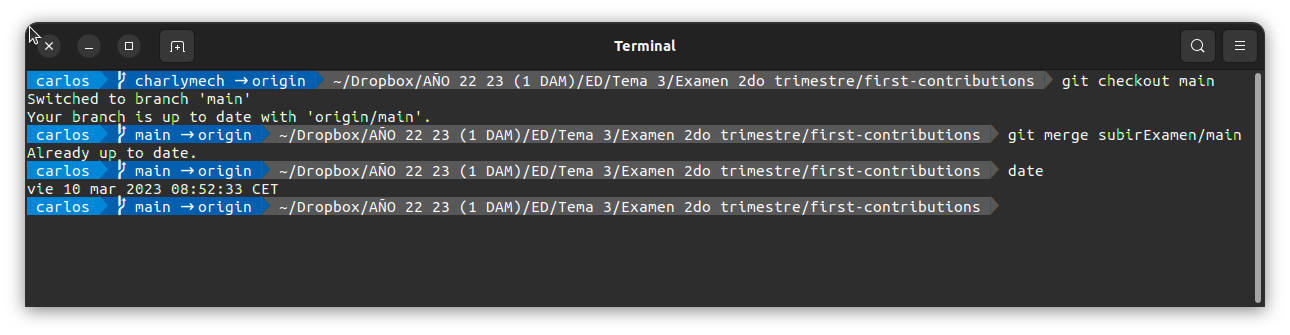 Terminal
carlos charlymech →origin ~/Dropbox/AÑO 22 23 (1 DAM)/ED/Tema 3/Examen 2do trimestre/first-contributions git checkout main
Switched to branch 'main'
Your branch is up to date with 'origin/main'.
carlos main →origin ~/Dropbox/AÑO 22 23 (1 DAM)/ED/Tema 3/Examen 2do trimestre/first-contributions git merge subirExamen/main
Already up to date.
carlos main →origin ~/Dropbox/AÑO 22 23 (1 DAM)/ED/Tema 3/Examen 2do trimestre/first-contributions date
vie 10 mar 2023 08:52:33 CET
carlos main →origin ~/Dropbox/AÑO 22 23 (1 DAM)/ED/Tema 3/Examen 2do trimestre/first-contributions